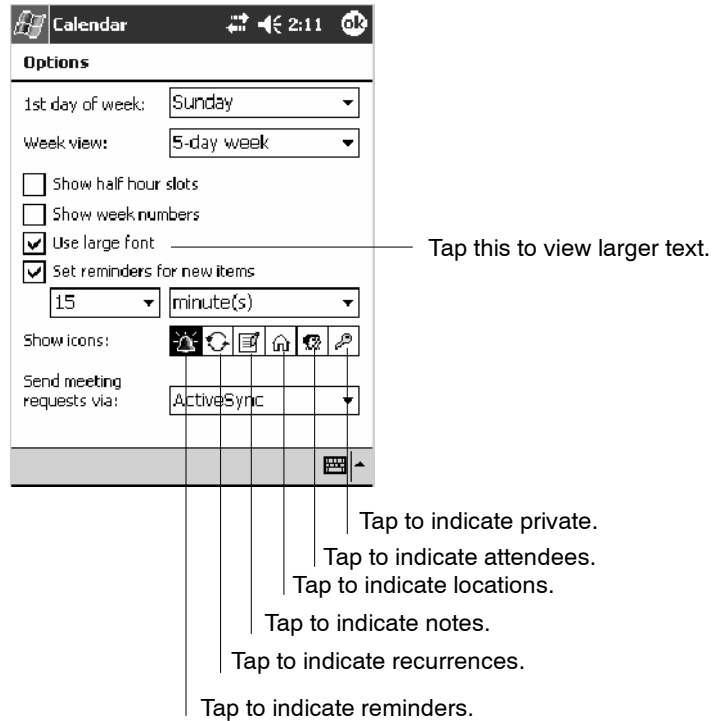 Calendar 2:11 ok
Options
1st day of week: Sunday
Week view: 5-day week
Show half hour slots
Show week numbers
Use large font
Tap this to view larger text.
Set reminders for new items
15 minute(s)
Show icons:
Send meeting
requests via: ActiveSync
Tap to indicate private.
Tap to indicate attendees.
Tap to indicate locations.
Tap to indicate notes.
Tap to indicate recurrences.
Tap to indicate reminders.